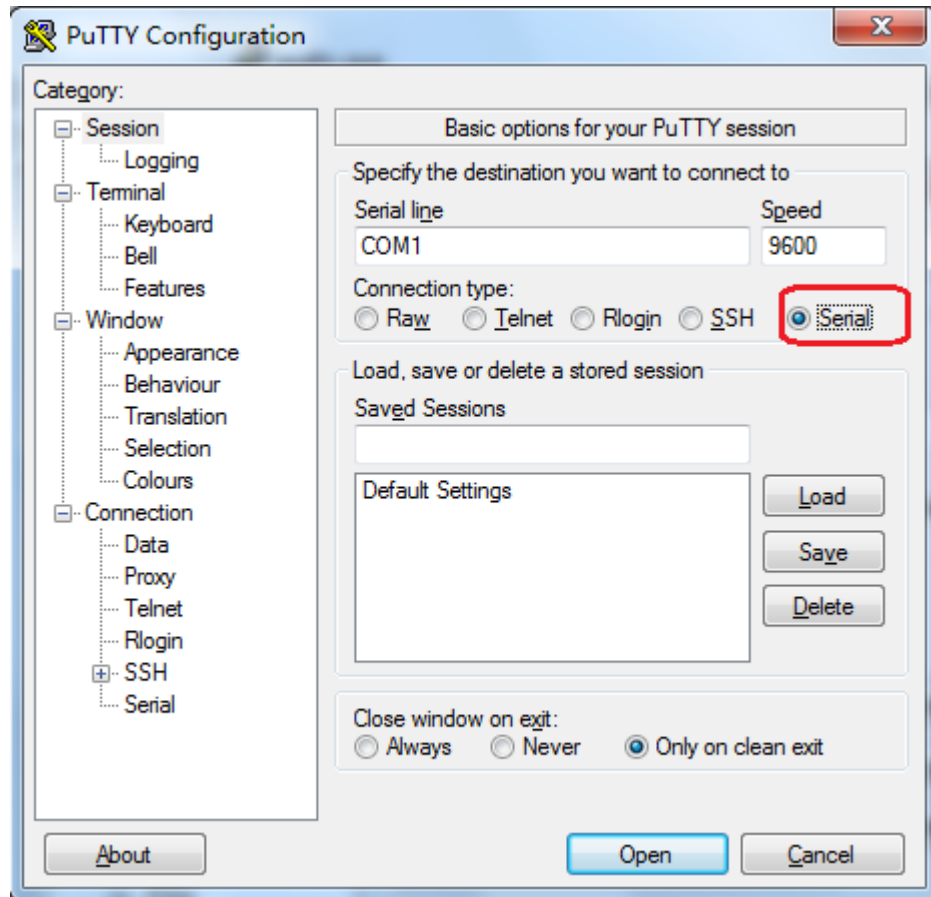 PuTTY Configuration
Category:
Session
Logging
Terminal
Keyboard
Bell
Features
Window
Appearance
Behaviour
Translation
Selection
Colours
Connection
Data
Proxy
Telnet
Rlogin
SSH
Serial
Basic options for your PuTTY session
Specify the destination you want to connect to
Serial line Speed
COM1 9600
Connection type:
Raw Telnet Rlogin SSH Serial
Load, save or delete a stored session
Saved Sessions
Default Settings
Load
Save
Delete
Close window on exit:
Always Never Only on clean exit
About Open Cancel